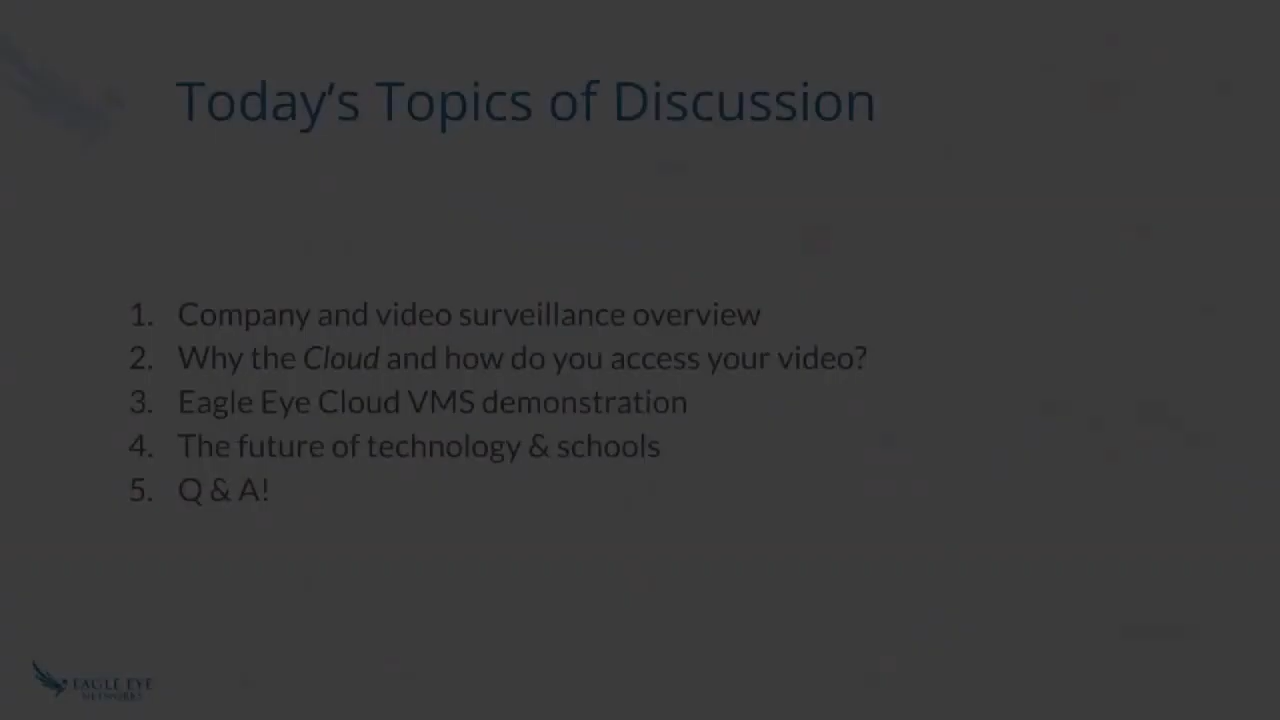 Today's Topics of Discussion
1. Company and video surveillance overview
2. Why the Cloud and how do you access your video?
3. Eagle Eye Cloud VMS demonstration
4. The future of technology & schools
5. Q & A!
EAGLE EYE
NETWORKS